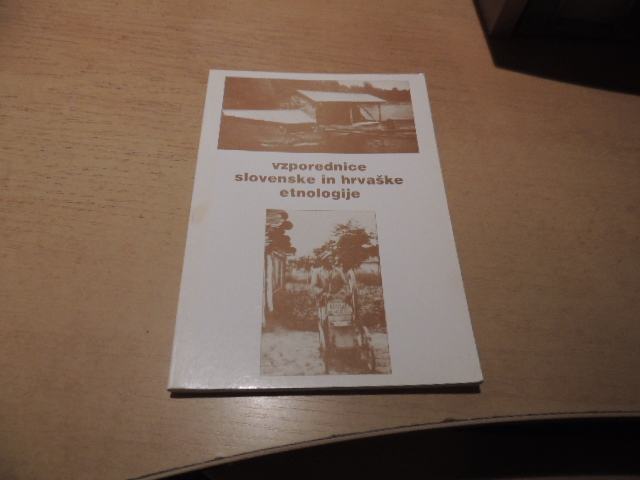 vzporednice
slovenske in hrvaške
etnologije